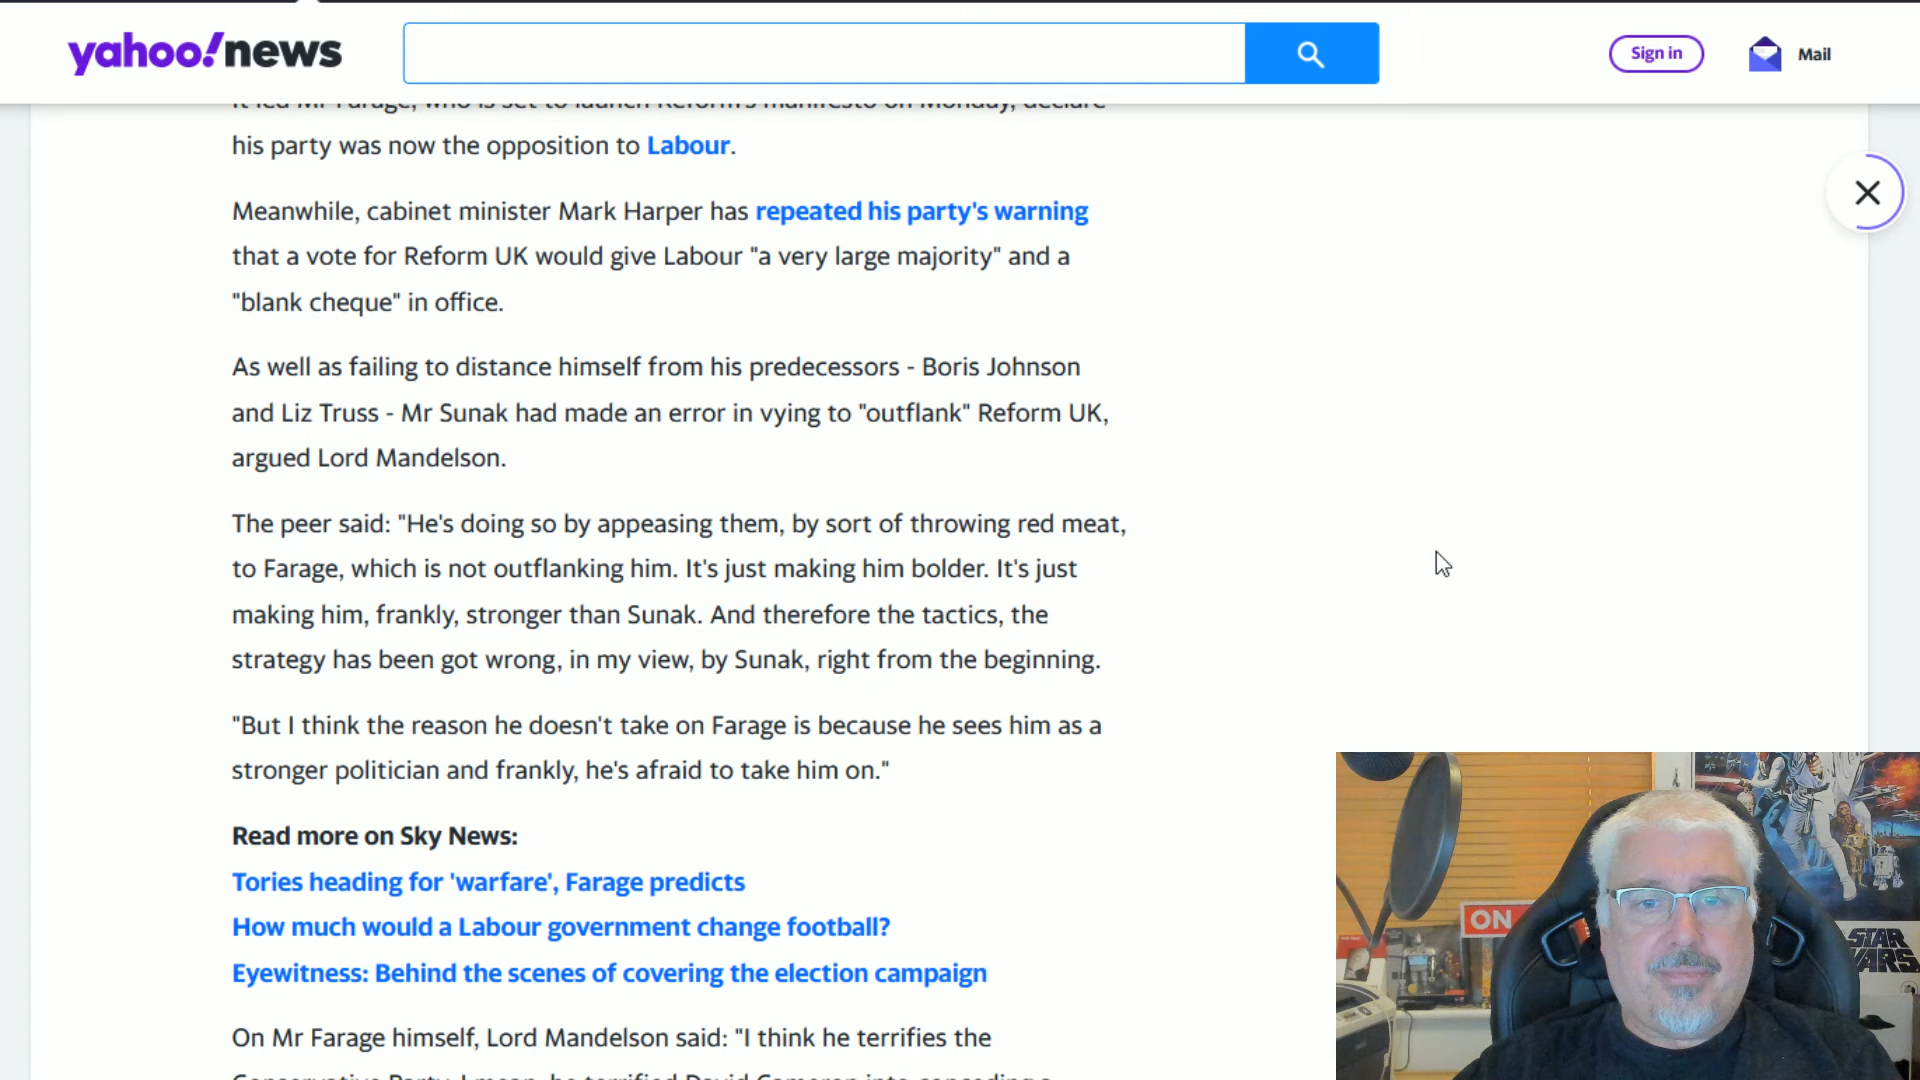 yahoo!news
Sign in
Mail
It led Mr Farage, who is set to launch Reform's manifesto on Monday, declare
his party was now the opposition to Labour.
Meanwhile, cabinet minister Mark Harper has repeated his party's warning
that a vote for Reform UK would give Labour "a very large majority" and a
"blank cheque" in office.
As well as failing to distance himself from his predecessors - Boris Johnson
and Liz Truss - Mr Sunak had made an error in vying to "outflank" Reform UK,
argued Lord Mandelson.
The peer said: "He's doing so by appeasing them, by sort of throwing red meat,
to Farage, which is not outflanking him. It's just making him bolder. It's just
making him, frankly, stronger than Sunak. And therefore the tactics, the
strategy has been got wrong, in my view, by Sunak, right from the beginning.
"But I think the reason he doesn't take on Farage is because he sees him as a
stronger politician and frankly, he's afraid to take him on."
Read more on Sky News:
Tories heading for 'warfare', Farage predicts
How much would a Labour government change football?
Eyewitness: Behind the scenes of covering the election campaign
On Mr Farage himself, Lord Mandelson said: "I think he terrifies the
Conservative Party. I mean, he terrified David Cameron into conceding a
ON
STAR
WARS